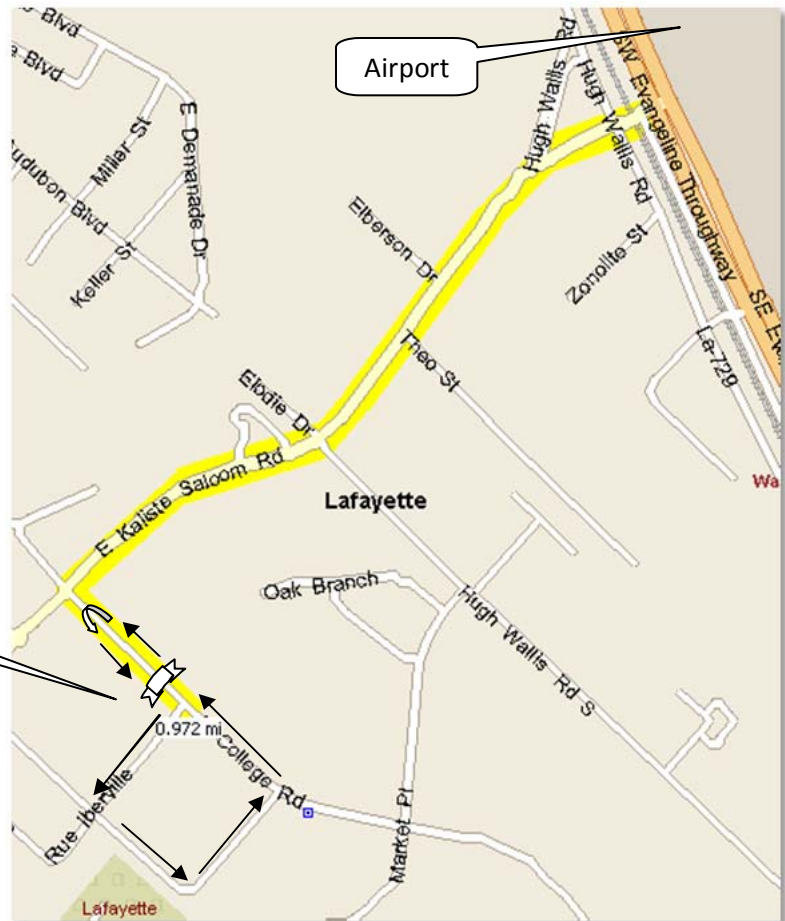 Blvd
Blvd
Airport
SW Evangeline Throughway
Hugh Wallis Rd
Hugh Wallis Rd
E Demanade Dr
Miller St
Audubon Blvd
Keller St
Elberson Dr
Zonolite St
SE
Theo St
La-729
Elodie Dr
E Kaliste Saloom Rd
Lafayette
Wa
Oak Branch
Hugh Wallis Rd S
0.972 mi
College Rd
Rue Iberville
Market Pl
Lafayette